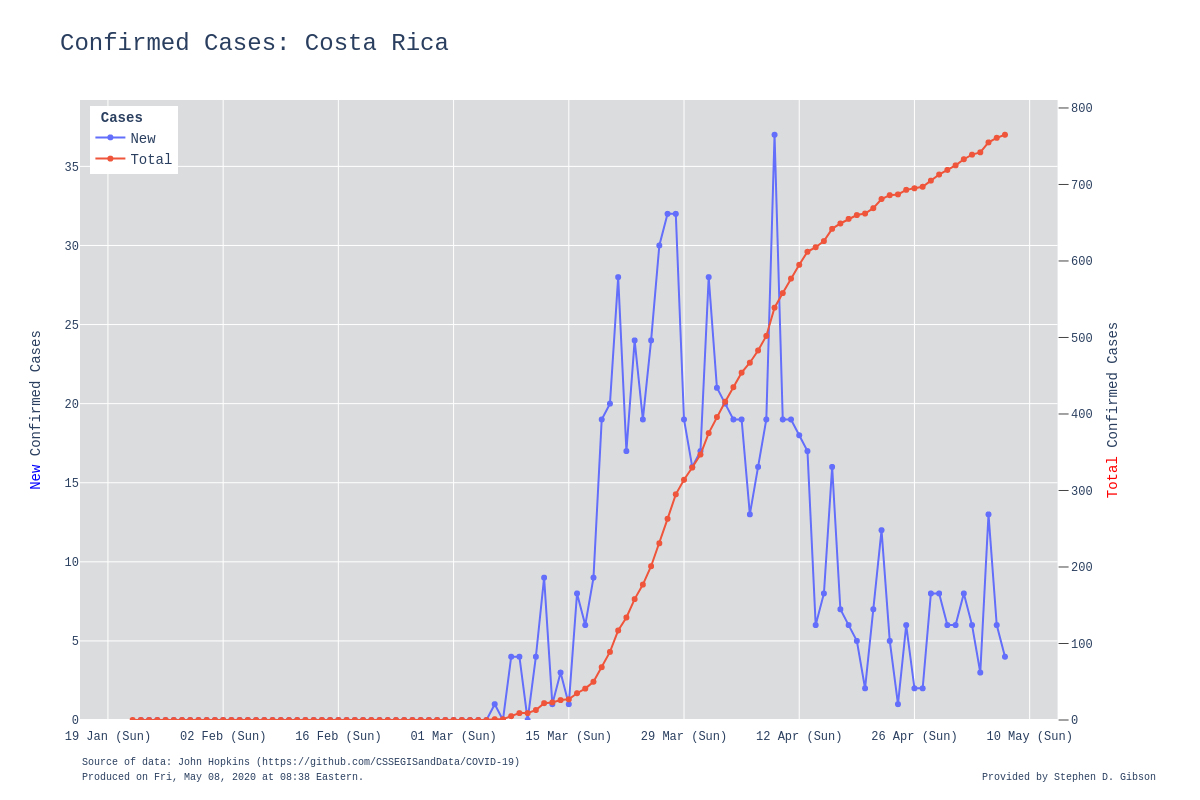 Confirmed Cases: Costa Rica
Cases
New
Total
35
30
25
20
15
10
5
0
800
700
600
500
400
300
200
100
0
New Confirmed Cases
Total Confirmed Cases
19 Jan (Sun) 02 Feb (Sun) 16 Feb (Sun) 01 Mar (Sun) 15 Mar (Sun) 29 Mar (Sun) 12 Apr (Sun) 26 Apr (Sun) 10 May (Sun)
Source of data: John Hopkins (https://github.com/CSSEGISandData/COVID-19)
Produced on Fri, May 08, 2020 at 08:38 Eastern.
Provided by Stephen D. Gibson